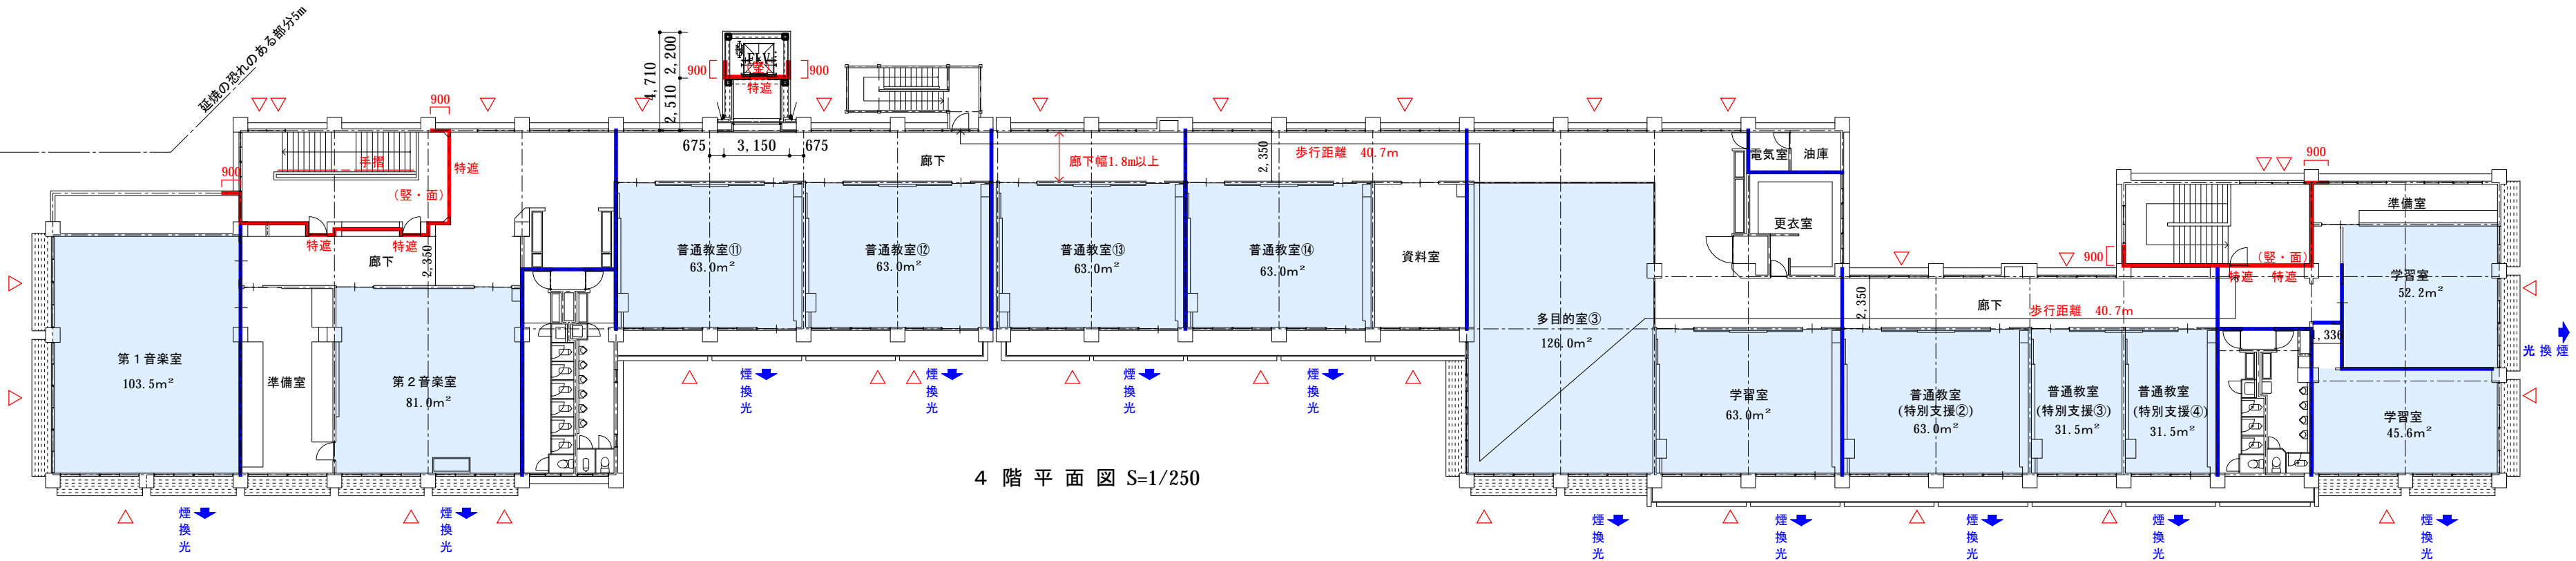 延焼の恐れのある部分5m
4,710
2,200
2,510
900
ELV
(竪)
900
特遮
675
3,150
675
900
900
手摺
特遮
(竪・面)
特遮
特遮
廊下
2,350
廊下
廊下幅1.8m以上
2,350
歩行距離 40.7m
電気室
油庫
更衣室
900
900
(竪・面)
特遮
特遮
準備室
第1音楽室
103.5m²
準備室
第2音楽室
81.0m²
普通教室⑪
63.0m²
普通教室⑫
63.0m²
普通教室⑬
63.0m²
普通教室⑭
63.0m²
資料室
多目的室③
126.0m²
2,350
廊下
歩行距離 40.7m
学習室
63.0m²
普通教室
(特別支援②)
63.0m²
普通教室
(特別支援③)
31.5m²
普通教室
(特別支援④)
31.5m²
1,336
学習室
52.2m²
学習室
45.6m²
光換煙
煙
換
光
煙
換
光
煙
換
光
煙
換
光
煙
換
光
煙
換
光
煙
換
光
煙
換
光
煙
換
光
煙
換
光
煙
換
光
4階平面図 S=1/250